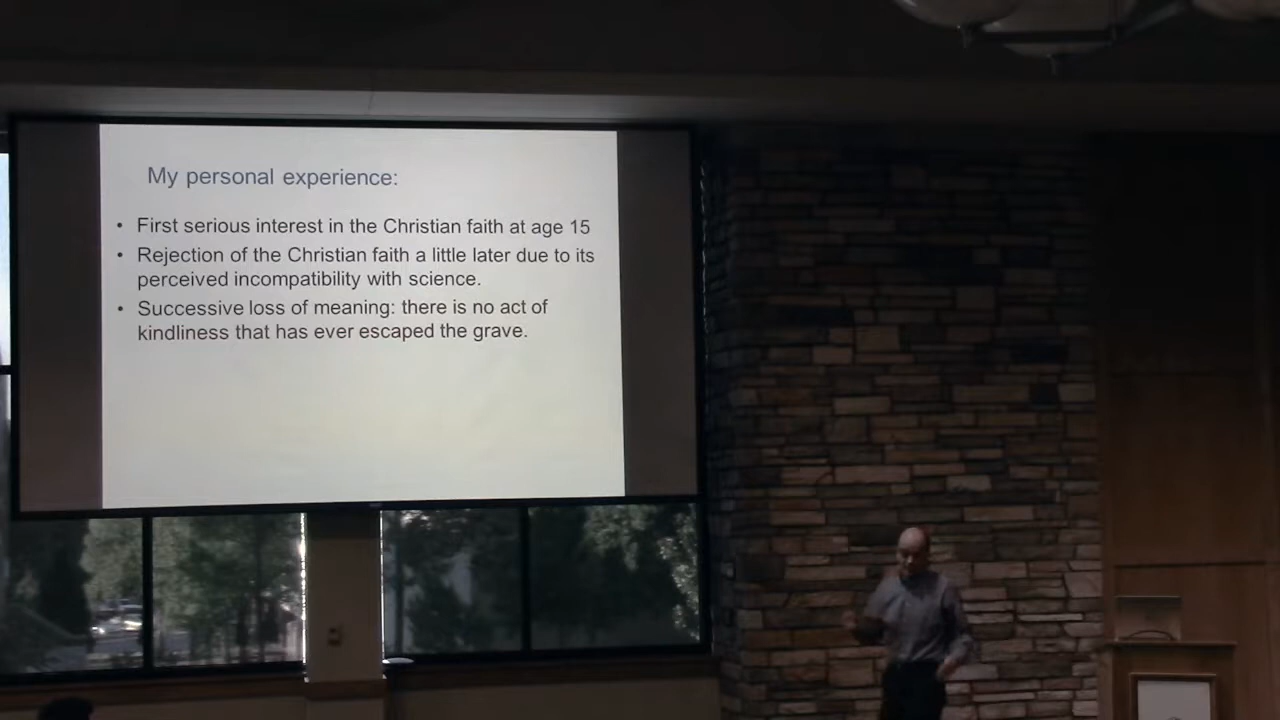 My personal experience:
• First serious interest in the Christian faith at age 15
• Rejection of the Christian faith a little later due to its
perceived incompatibility with science.
• Successive loss of meaning: there is no act of
kindliness that has ever escaped the grave.